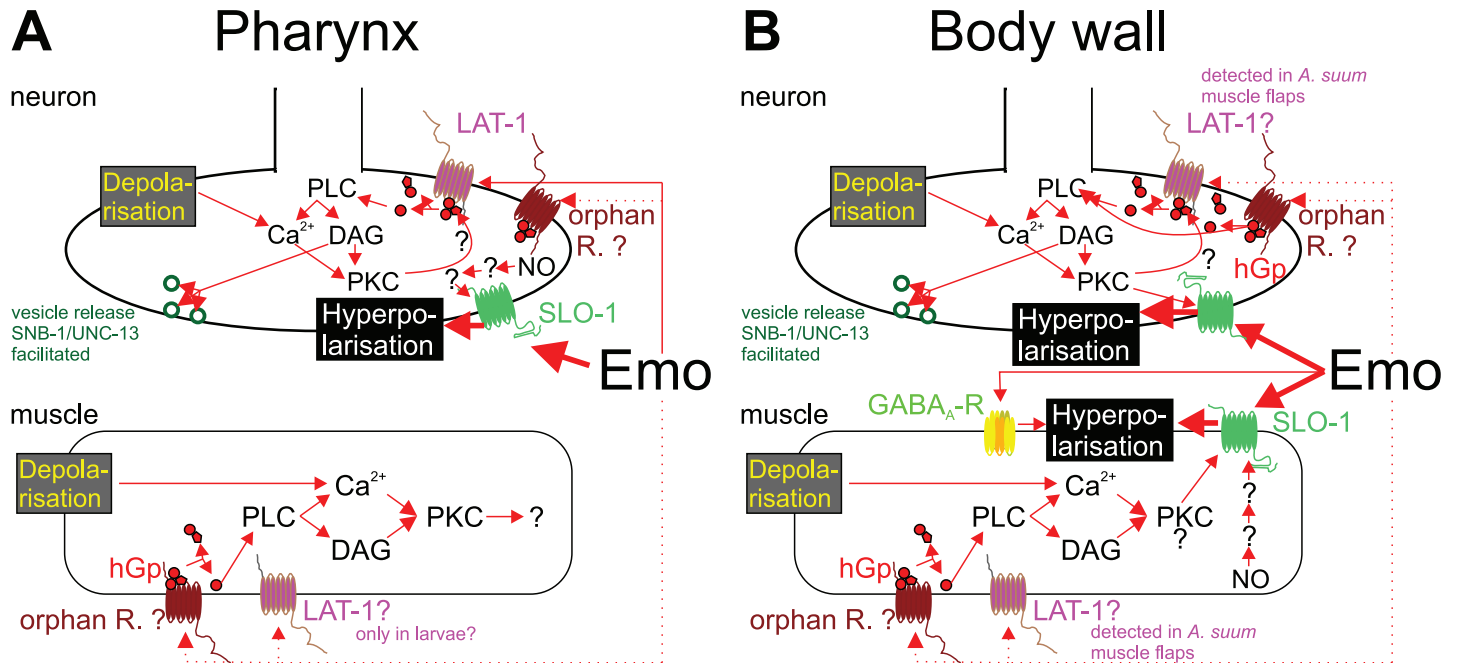 A Pharynx
neuron
LAT-1
Depola-
risation
PLC
orphan
R. ?
Ca2+ DAG
?
NO
?
?
PKC
SLO-1
vesicle release
SNB-1/UNC-13
facilitated
Hyperpo-
larisation
Emo
muscle
Depola-
risation
Ca2+
PLC
PKC
?
DAG
hGp
orphan R. ?
LAT-1?
only in larvae?
B Body wall
detected in A. suum
muscle flaps
neuron
LAT-1?
Depola-
risation
PLC
orphan
R. ?
Ca2+ DAG
?
hGp
PKC
SLO-1
vesicle release
SNB-1/UNC-13
facilitated
Hyperpo-
larisation
Emo
GABAA-R
muscle
Hyperpo-
larisation
Depola-
risation
Ca2+
?
PLC
PKC
?
?
DAG
NO
hGp
orphan R. ?
LAT-1?
detected in A. suum
muscle flaps